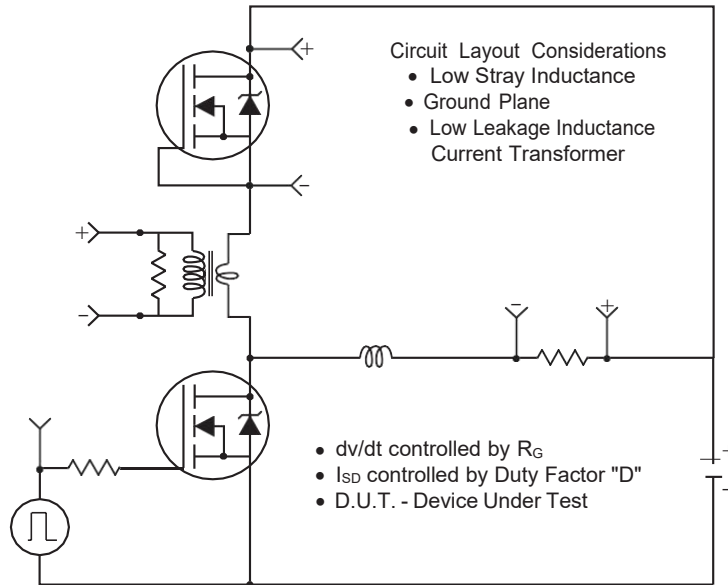 +
Circuit Layout Considerations
• Low Stray Inductance
• Ground Plane
• Low Leakage Inductance
Current Transformer
-
+
-
-
+
• dv/dt controlled by RG
• ISD controlled by Duty Factor "D"
• D.U.T. - Device Under Test
+
-